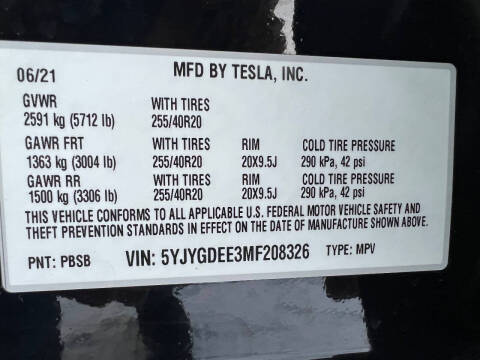 06/21 MFD BY TESLA, INC.
GVWR WITH TIRES
2591 kg (5712 lb) 255/40R20
GAWR FRT WITH TIRES RIM COLD TIRE PRESSURE
1363 kg (3004 lb) 255/40R20 20X9.5J 290 kPa, 42 psi
GAWR RR WITH TIRES RIM COLD TIRE PRESSURE
1500 kg (3306 lb) 255/40R20 20X9.5J 290 kPa, 42 psi
THIS VEHICLE CONFORMS TO ALL APPLICABLE U.S. FEDERAL MOTOR VEHICLE SAFETY AND
THEFT PREVENTION STANDARDS IN EFFECT ON THE DATE OF MANUFACTURE SHOWN ABOVE.
PNT: PBSB VIN: 5YJYGDEE3MF208326 TYPE: MPV